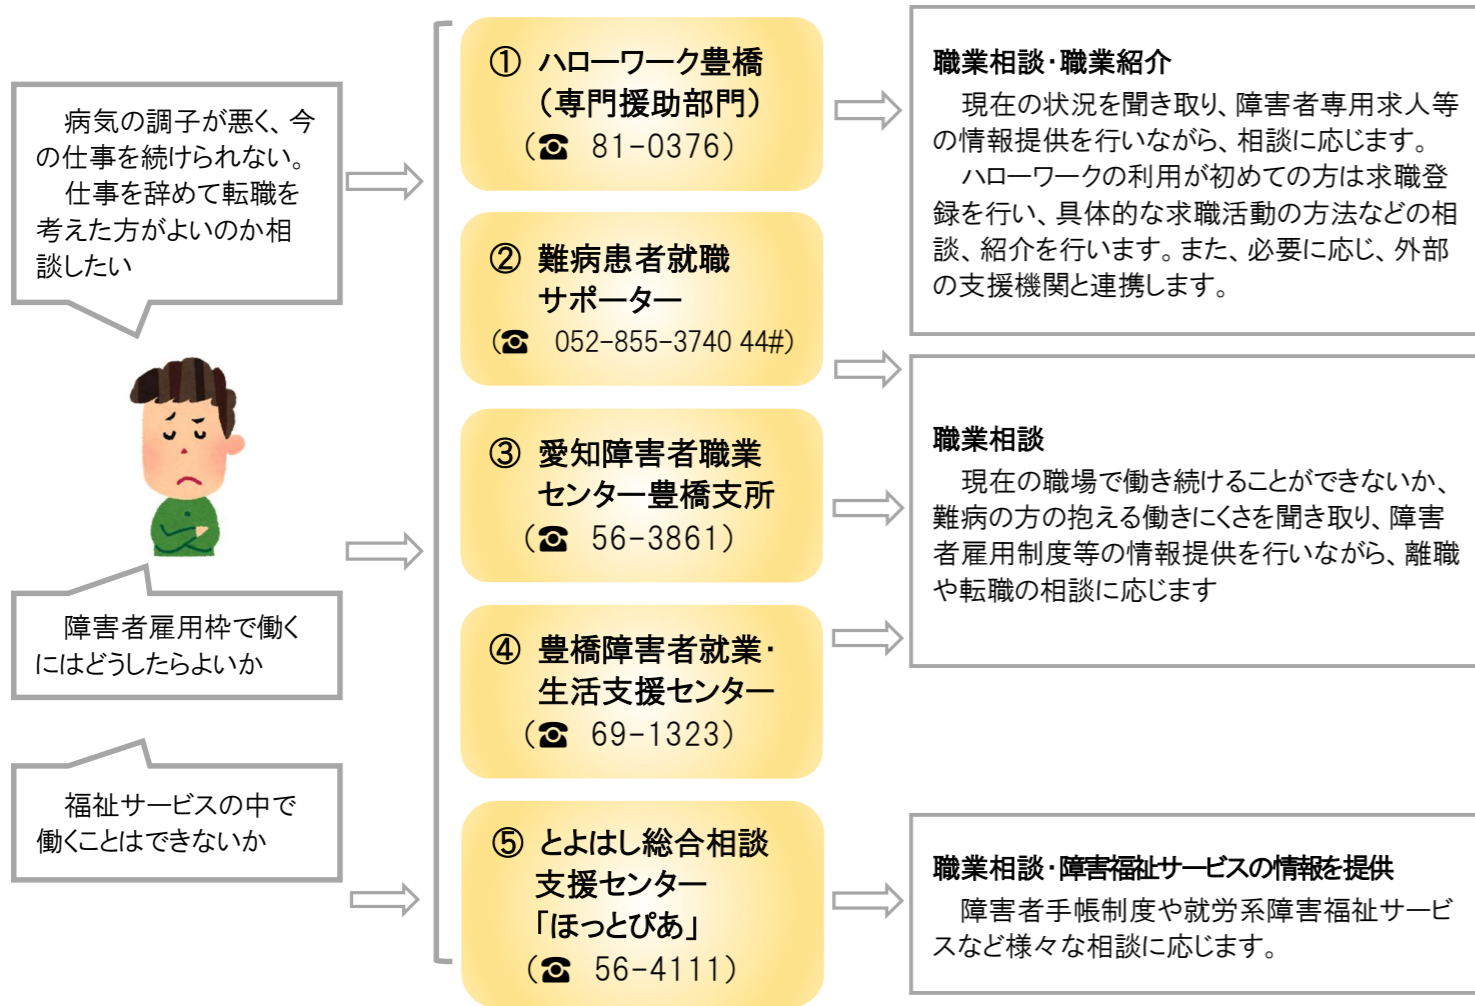 病気の調子が悪く、今
の仕事を続けられない。
仕事を辞めて転職を
考えた方がよいのか相
談したい
障害者雇用枠で働く
にはどうしたらよいか
福祉サービスの中で
働くことはできないか
① ハローワーク豊橋
（専門援助部門）
（☎ 81-0376）
② 難病患者就職
サポーター
（☎ 052-855-3740 44#）
③ 愛知障害者職業
センター豊橋支所
（☎ 56-3861）
④ 豊橋障害者就業・
生活支援センター
（☎ 69-1323）
⑤ とよはし総合相談
支援センター
「ほっとぴあ」
（☎ 56-4111）
職業相談・職業紹介
現在の状況を聞き取り、障害者専用求人等
の情報提供を行いながら、相談に応じます。
ハローワークの利用が初めての方は求職登
録を行い、具体的な求職活動の方法などの相
談、紹介を行います。また、必要に応じ、外部
の支援機関と連携します。
職業相談
現在の職場で働き続けることができないか、
難病の方の抱える働きにくさを聞き取り、障害
者雇用制度等の情報提供を行いながら、離職
や転職の相談に応じます
職業相談・障害福祉サービスの情報を提供
障害者手帳制度や就労系障害福祉サービ
スなど様々な相談に応じます。